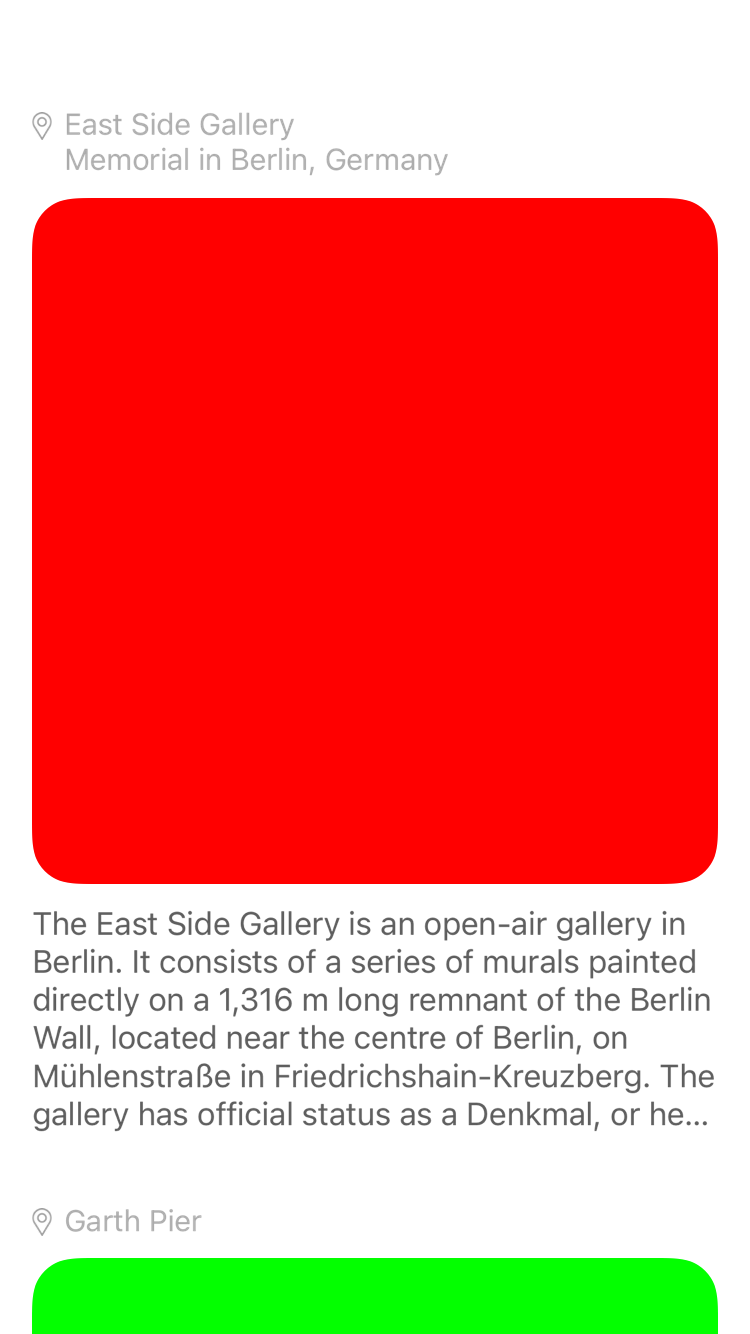 East Side Gallery
Memorial in Berlin, Germany
The East Side Gallery is an open-air gallery in
Berlin. It consists of a series of murals painted
directly on a 1,316 m long remnant of the Berlin
Wall, located near the centre of Berlin, on
Mühlenstraße in Friedrichshain-Kreuzberg. The
gallery has official status as a Denkmal, or he...
Garth Pier